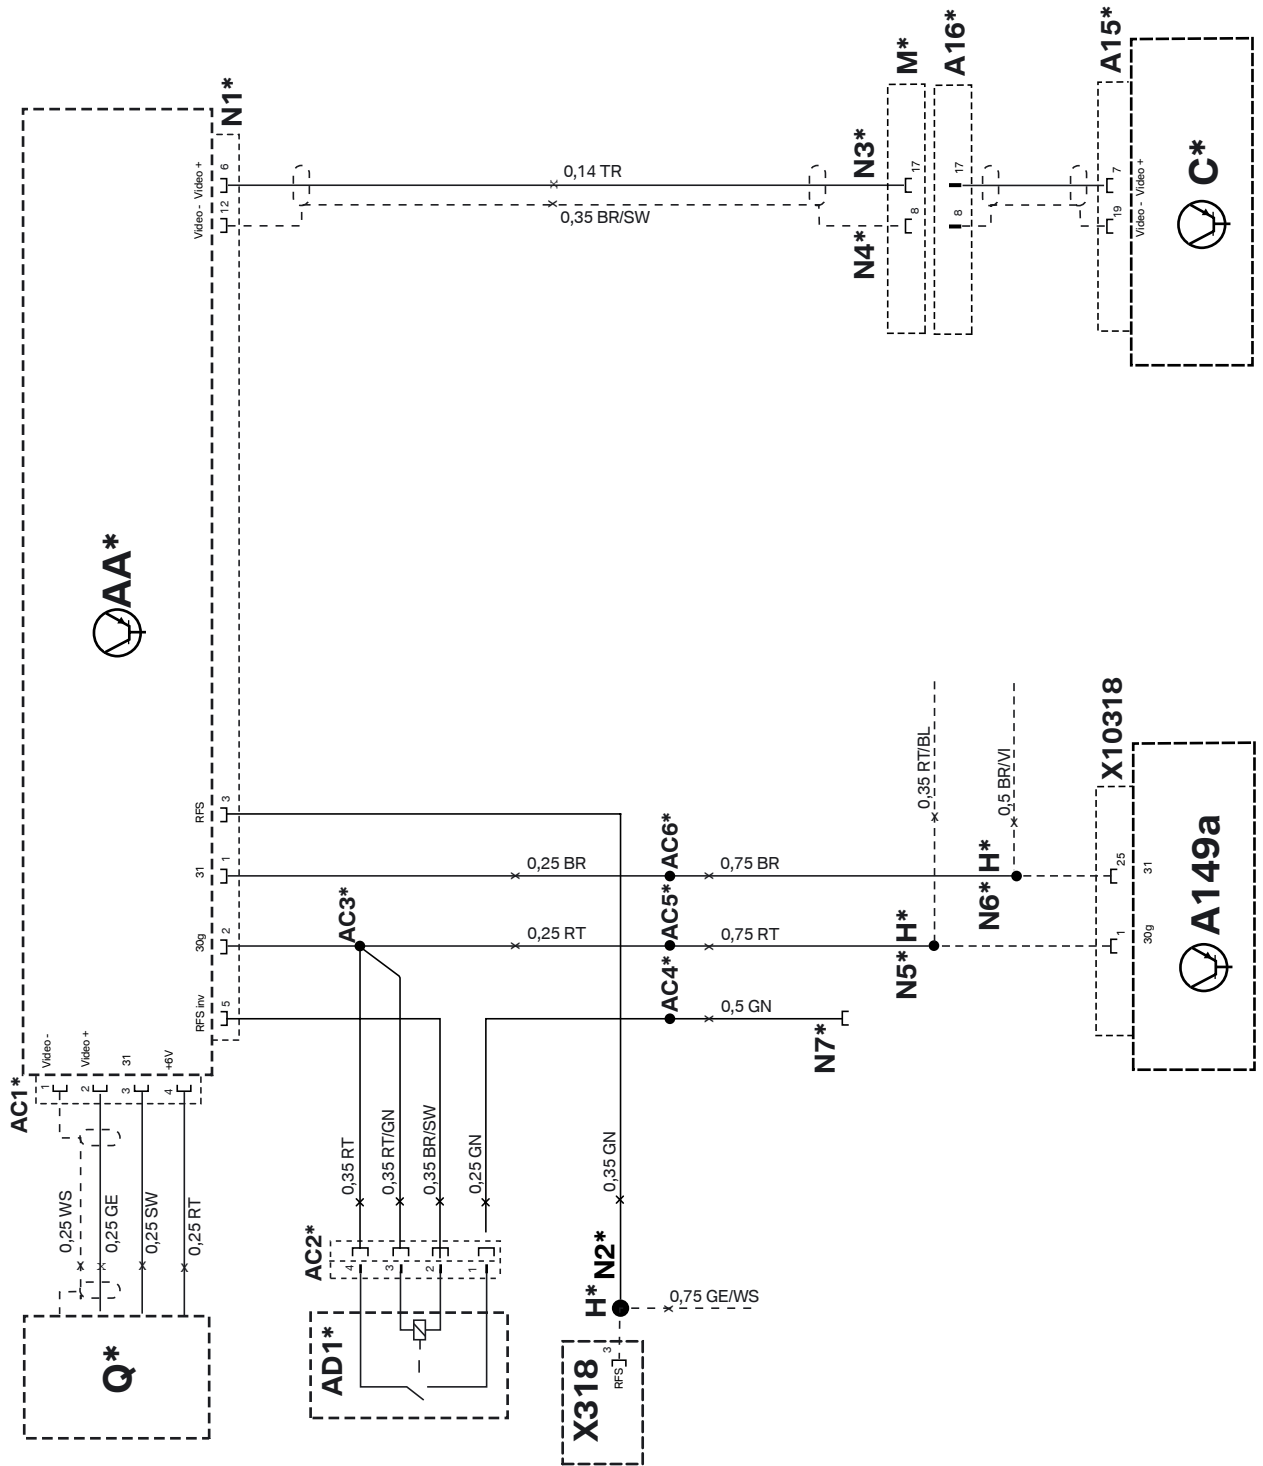 A15*
A16*
M*
N3*
N4*
17
8
17
8
7
19
Video +
Video -
C*
N1*
Video +
6
Video -
12
0,14 TR
0,35 BR/SW
AA*
RFS
3
31
1
30g
2
RFS inv
5
0,25 BR
AC6*
0,75 BR
AC3*
0,25 RT
AC5*
0,75 RT
AC4*
0,5 GN
N7*
N5*
H*
N6*
H*
0,35 RT/BL
0,5 BR/VI
X10318
25
31
1
30g
A149a
AC1*
1
Video -
2
Video +
3
31
4
+6V
0,25 WS
0,25 GE
0,25 SW
0,25 RT
Q*
0,35 RT
0,35 RT/GN
0,35 BR/SW
0,25 GN
AC2*
4
3
2
1
AD1*
0,35 GN
H*
N2*
0,75 GE/WS
X318
3
RFS